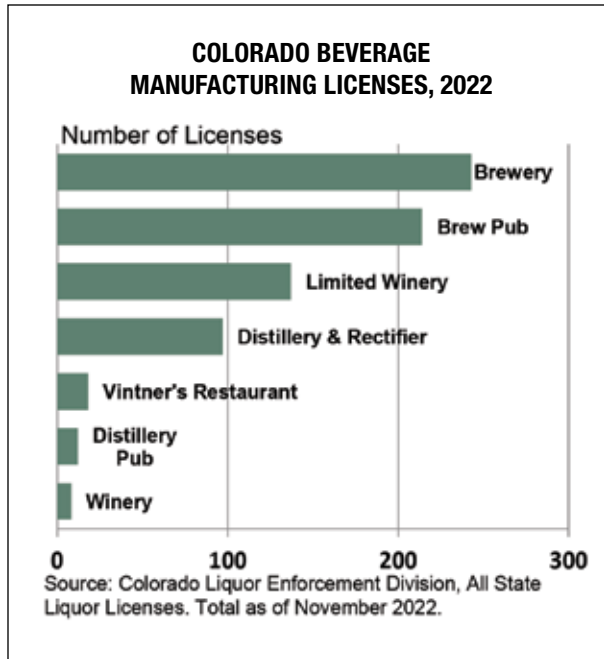 COLORADO BEVERAGE
MANUFACTURING LICENSES, 2022
Number of Licenses
Brewery
Brew Pub
Limited Winery
Distillery & Rectifier
Vintner's Restaurant
Distillery
Pub
Winery
0 100 200 300
Source: Colorado Liquor Enforcement Division, All State
Liquor Licenses. Total as of November 2022.